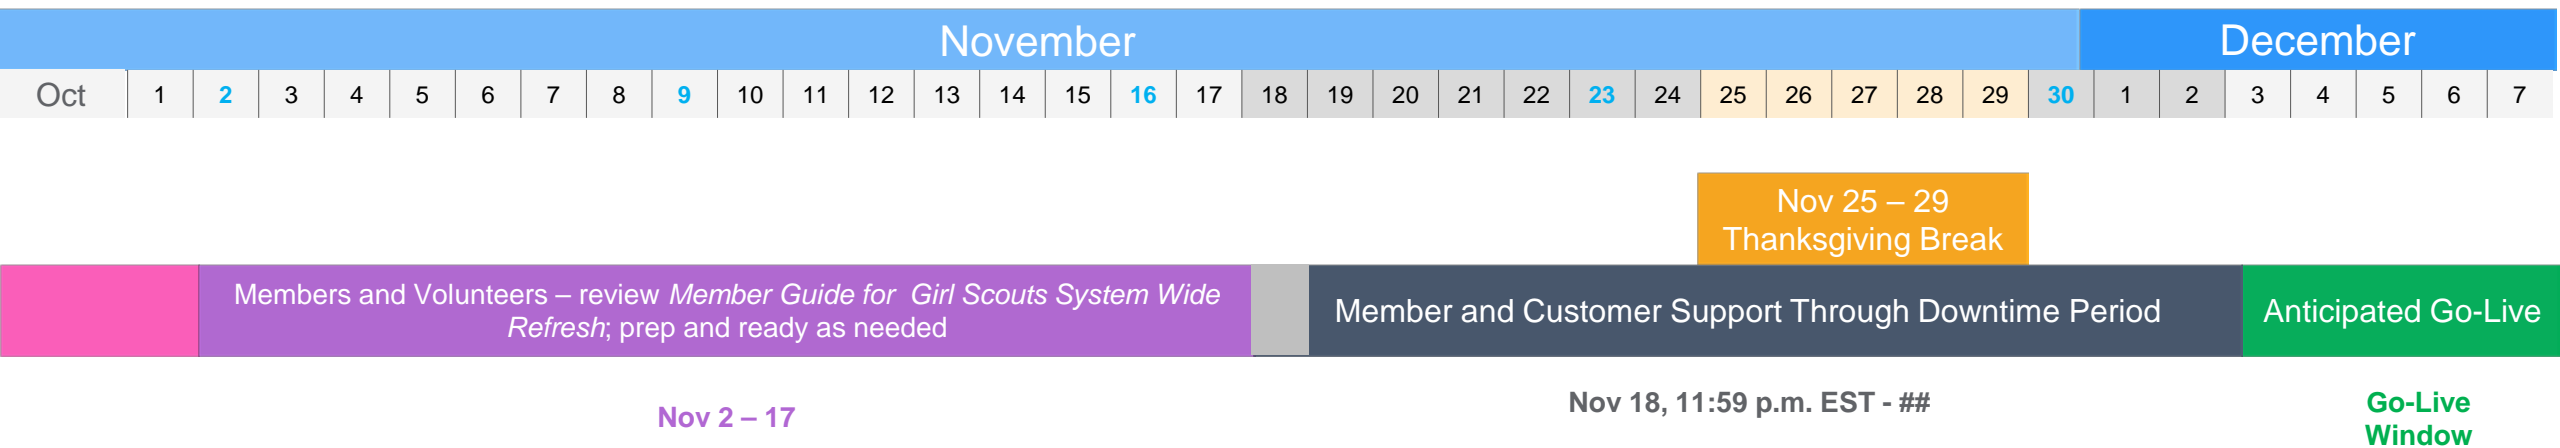 November
December
Oct 1 2 3 4 5 6 7 8 9 10 11 12 13 14 15 16 17 18 19 20 21 22 23 24 25 26 27 28 29 30 1 2 3 4 5 6 7
Nov 25 – 29
Thanksgiving Break
Members and Volunteers – review Member Guide for Girl Scouts System Wide
Refresh; prep and ready as needed
Member and Customer Support Through Downtime Period
Anticipated Go-Live
Nov 2 – 17
Nov 18, 11:59 p.m. EST - ##
Go-Live
Window